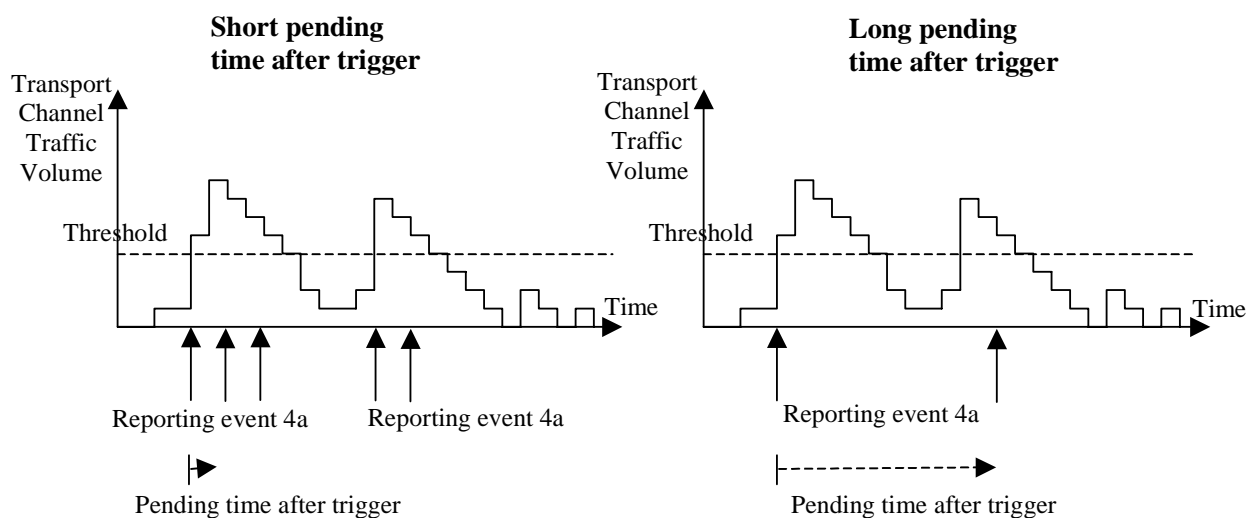 Short pending
time after trigger
Transport
Channel
Traffic
Volume
Threshold
Time
Reporting event 4a
Reporting event 4a
Pending time after trigger
Long pending
time after trigger
Transport
Channel
Traffic
Volume
Threshold
Time
Reporting event 4a
Pending time after trigger